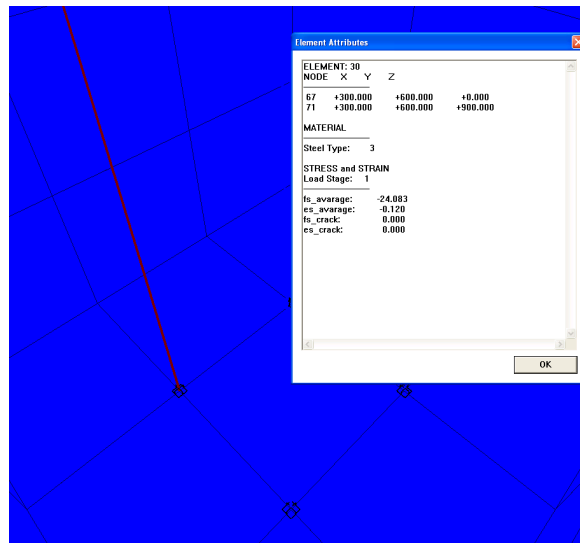 Element Attributes
ELEMENT: 30
NODE X Y Z
67 +300.000 +600.000 +0.000
71 +300.000 +600.000 +900.000
MATERIAL
Steel Type: 3
STRESS and STRAIN
Load Stage: 1
fs_avarage: -24.083
es_avarage: -0.120
fs_crack: 0.000
es_crack: 0.000
OK